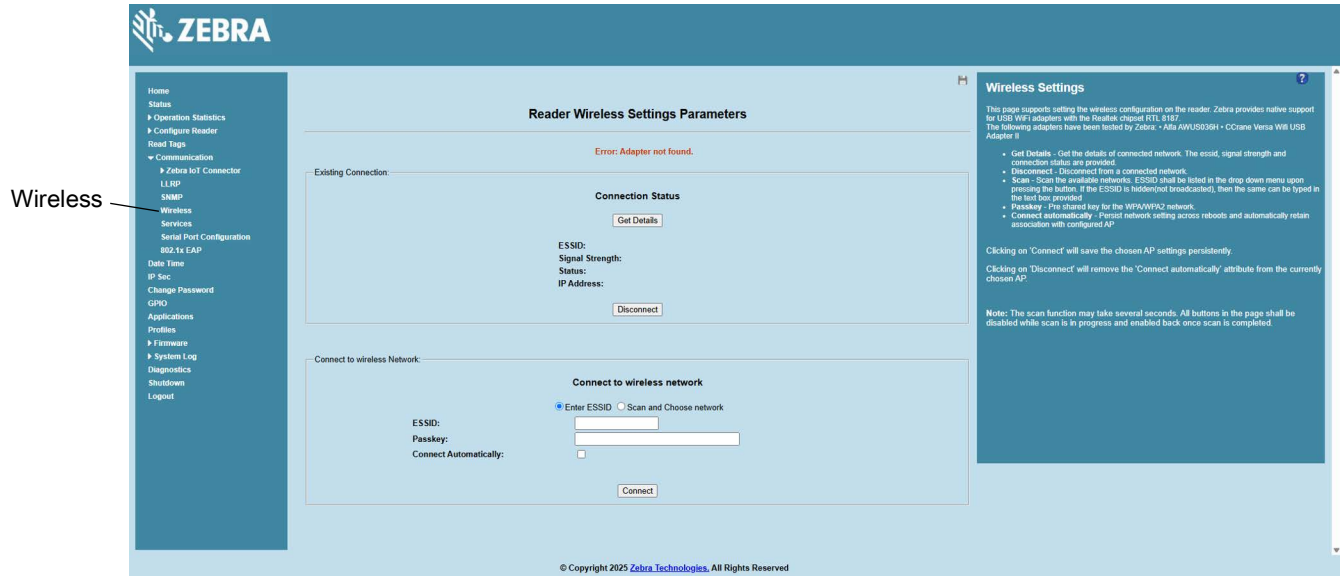 ZEBRA
Wireless
Home
Status
Operation Statistics
Configure Reader
Read Tags
Communication
Zebra IoT Connector
LLRP
SNMP
Wireless
Services
Serial Port Configuration
802.1x EAP
Date Time
IP Sec
Change Password
GPIO
Applications
Profiles
Firmware
System Log
Diagnostics
Shutdown
Logout
Reader Wireless Settings Parameters
Error: Adapter not found.
Existing Connection:
Connection Status
Get Details
ESSID:
Signal Strength:
Status:
IP Address:
Disconnect
Connect to wireless Network:
Connect to wireless network
Enter ESSID Scan and Choose network
ESSID:
Passkey:
Connect Automatically:
Connect
?
Wireless Settings
This page supports setting the wireless configuration on the reader. Zebra provides native support
for USB WiFi adapters with the Realtek chipset RTL 8187.
The following adapters have been tested by Zebra: • Alfa AWUS036H • CCrane Versa Wifi USB
Adapter II
• Get Details - Get the details of connected network. The essid, signal strength and
connection status are provided.
• Disconnect - Disconnect from a connected network.
• Scan - Scan the available networks. ESSID shall be listed in the drop down menu upon
pressing the button. If the ESSID is hidden(not broadcasted), then the same can be typed in
the text box provided
• Passkey - Pre shared key for the WPA/WPA2 network.
• Connect automatically - Persist network setting across reboots and automatically retain
association with configured AP
Clicking on 'Connect' will save the chosen AP settings persistently.
Clicking on 'Disconnect' will remove the 'Connect automatically' attribute from the currently
chosen AP.
Note: The scan function may take several seconds. All buttons in the page shall be
disabled while scan is in progress and enabled back once scan is completed.
© Copyright 2025 Zebra Technologies. All Rights Reserved